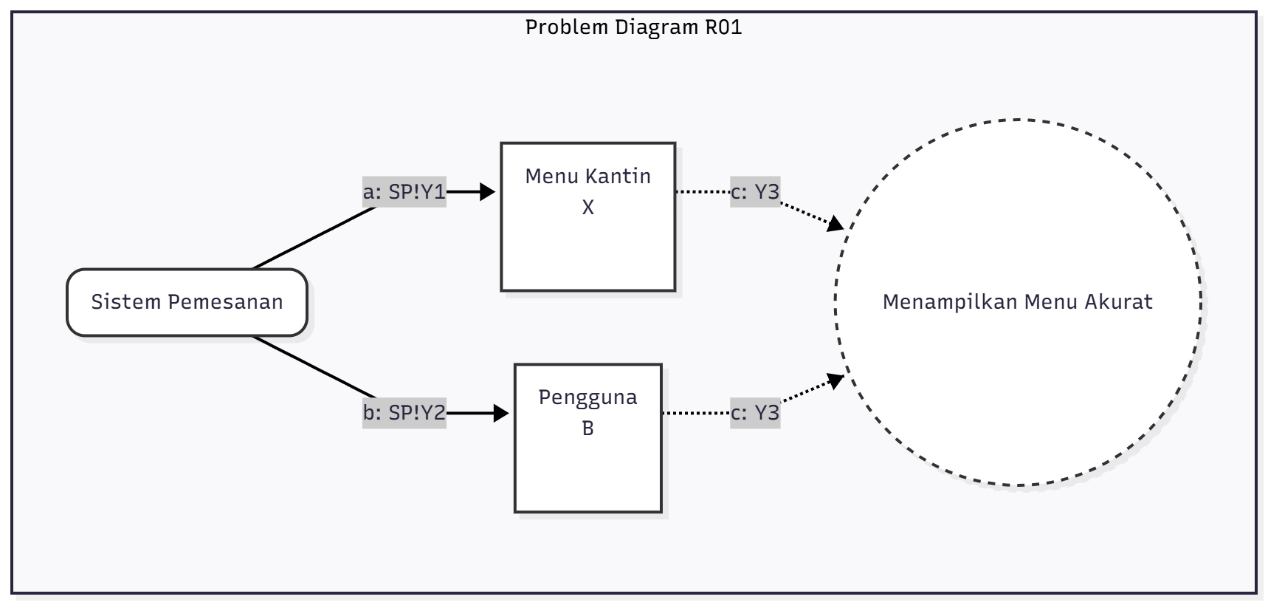 Problem Diagram R01
a: SP!Y1
Menu Kantin
X
c: Y3
Sistem Pemesanan
Menampilkan Menu Akurat
b: SP!Y2
Pengguna
B
c: Y3